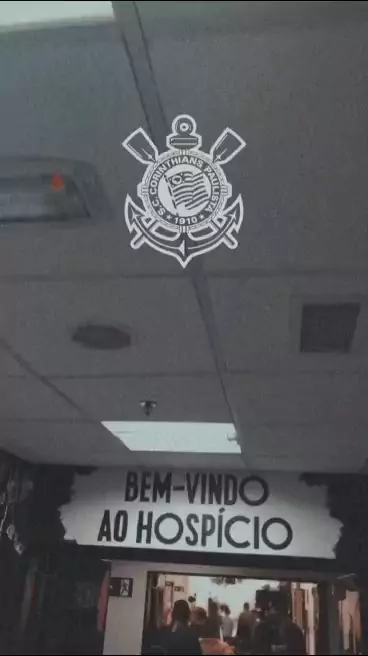 S.C. CORINTHIANS PAULISTA
1910
BEM-VINDO
AO HOSPÍCIO